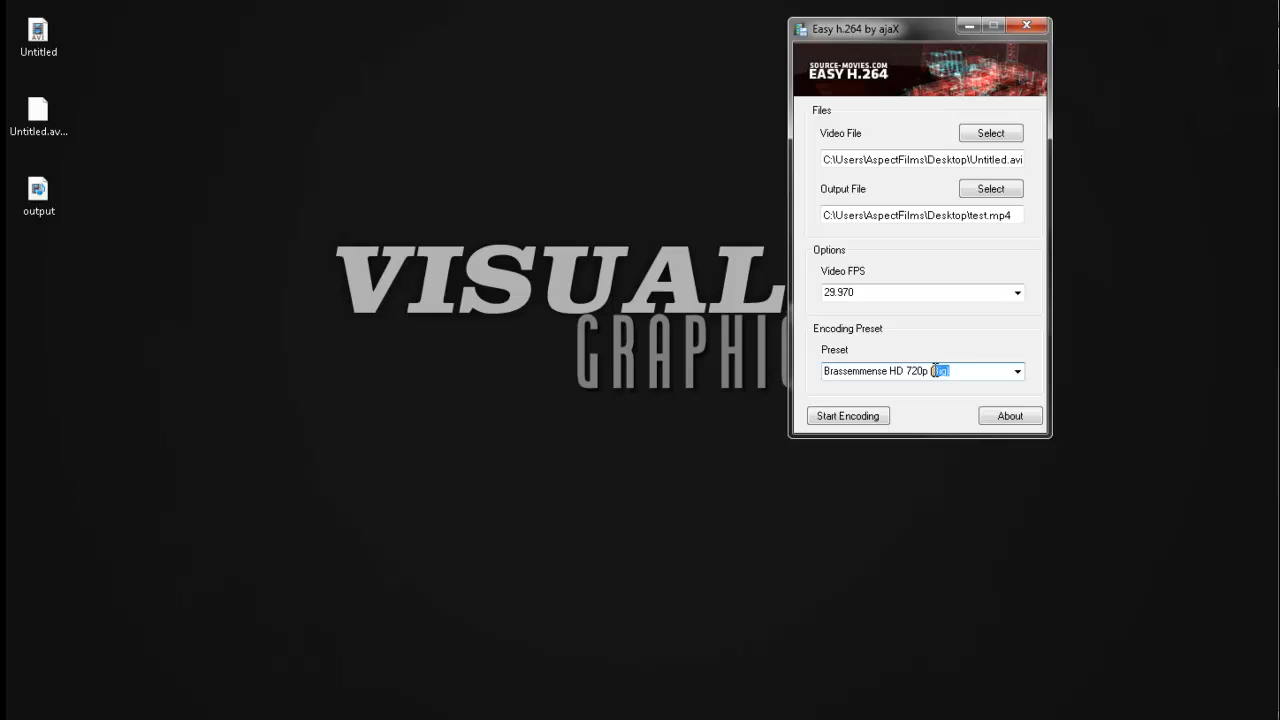 Untitled
Untitled.av...
output
VISUAL
GRAPHIC
Easy h.264 by ajaX
SOURCE-MOVIES.COM
EASY H.264
Files
Video File
Select
C:\Users\AspectFilms\Desktop\Untitled.avi
Output File
Select
C:\Users\AspectFilms\Desktop\test.mp4
Options
Video FPS
29.970
Encoding Preset
Preset
Brassemmense HD 720p
Start Encoding
About